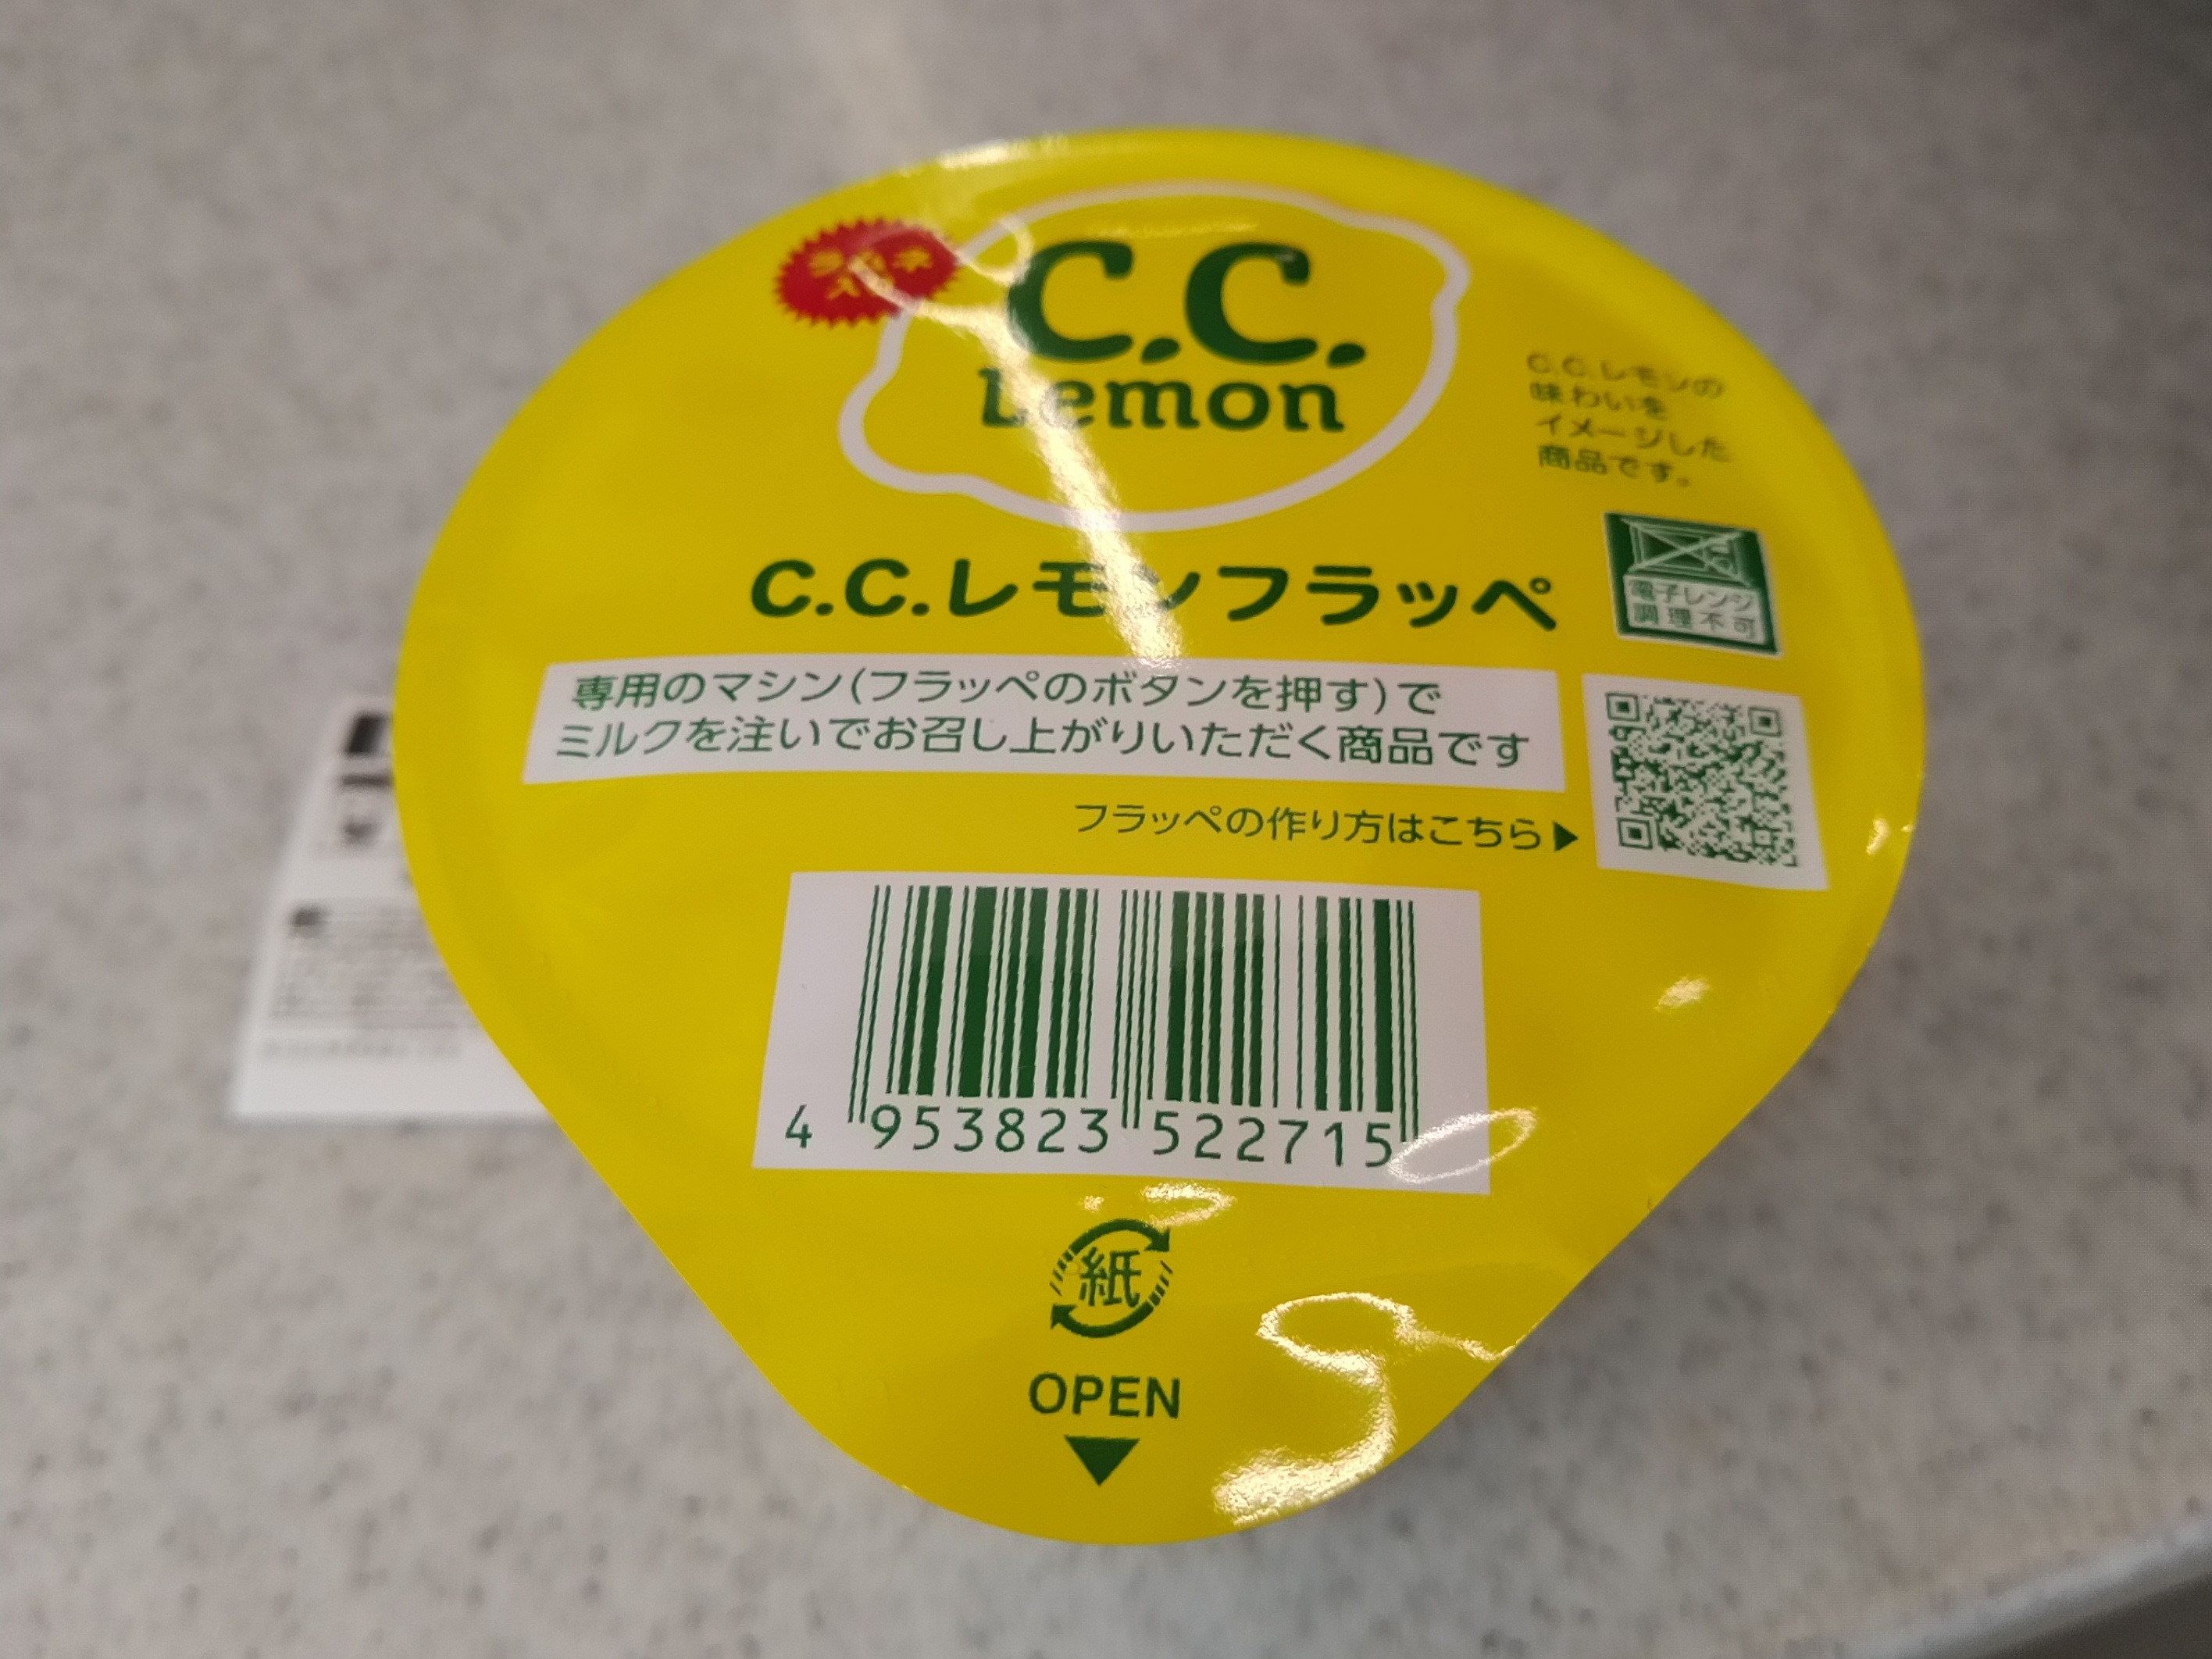 ラムネ
入り
C.C.
Lemon
C.C.レモンの
味わいを
イメージした
商品です。
C.C.レモンフラッペ
電子レンジ
調理不可
専用のマシン(フラッペのボタンを押す)で
ミルクを注いでお召し上がりいただく商品です
フラッペの作り方はこちら▶
4 953823 522715
紙
OPEN